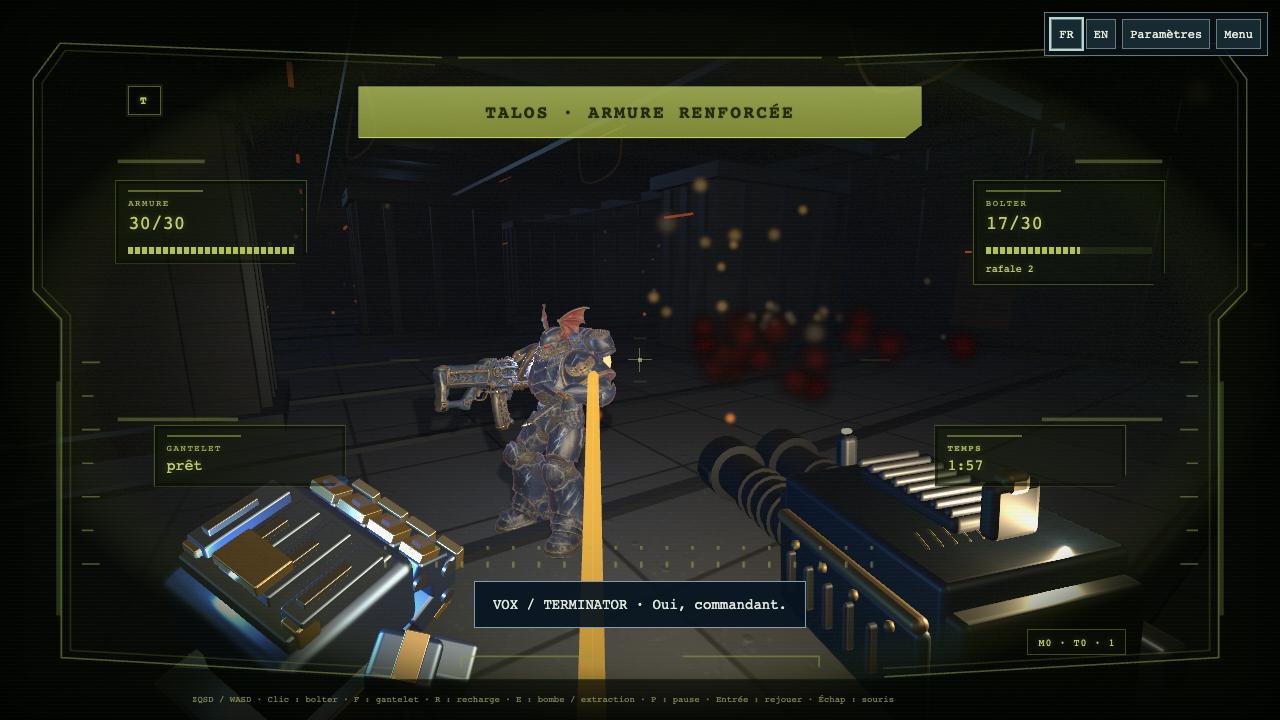 FR EN Paramètres Menu
T
TALOS · ARMURE RENFORCÉE
ARMURE
30/30
BOLTER
17/30
rafale 2
GANTELET
prêt
TEMPS
1:57
VOX / TERMINATOR · Oui, commandant.
M0 · T0 · 1
ZQSD / WASD · Clic : bolter · F : gantelet · R : recharge · E : bombe / extraction · P : pause · Entrée : rejouer · Échap : souris